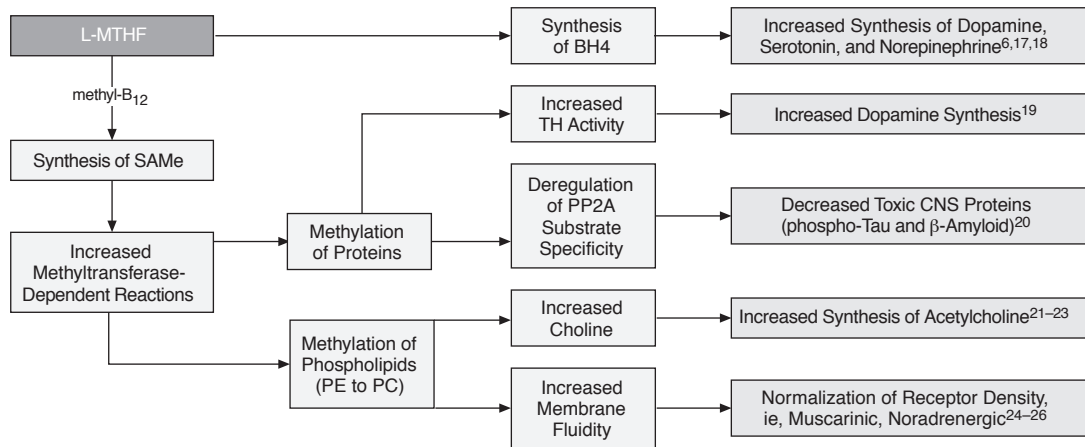 L-MTHF
methyl-B12
Synthesis of SAMe
Increased
Methyltransferase-
Dependent Reactions
Methylation
of Proteins
Methylation of
Phospholipids
(PE to PC)
Synthesis
of BH4
Increased
TH Activity
Deregulation
of PP2A
Substrate
Specificity
Increased
Choline
Increased
Membrane
Fluidity
Increased Synthesis of Dopamine,
Serotonin, and Norepinephrine6,17,18
Increased Dopamine Synthesis19
Decreased Toxic CNS Proteins
(phospho-Tau and β-Amyloid)20
Increased Synthesis of Acetylcholine21–23
Normalization of Receptor Density,
ie, Muscarinic, Noradrenergic24–26